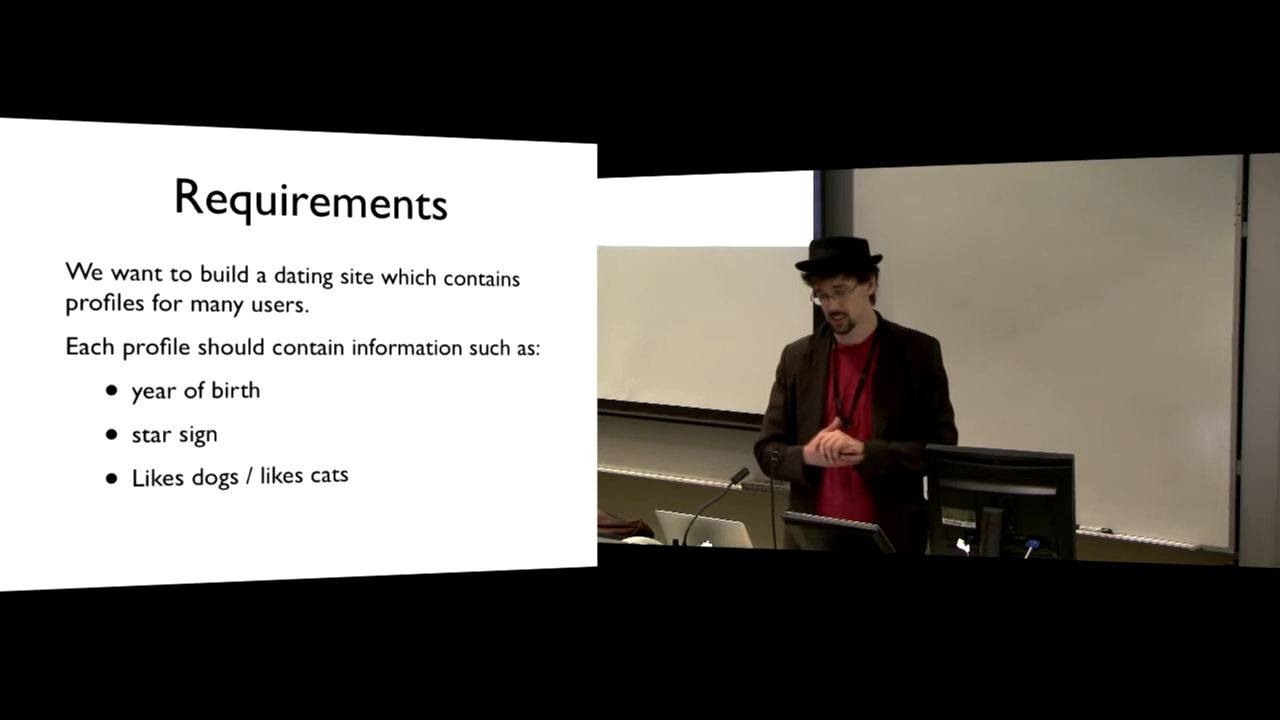 Requirements
We want to build a dating site which contains
profiles for many users.
Each profile should contain information such as:
• year of birth
• star sign
• Likes dogs / likes cats